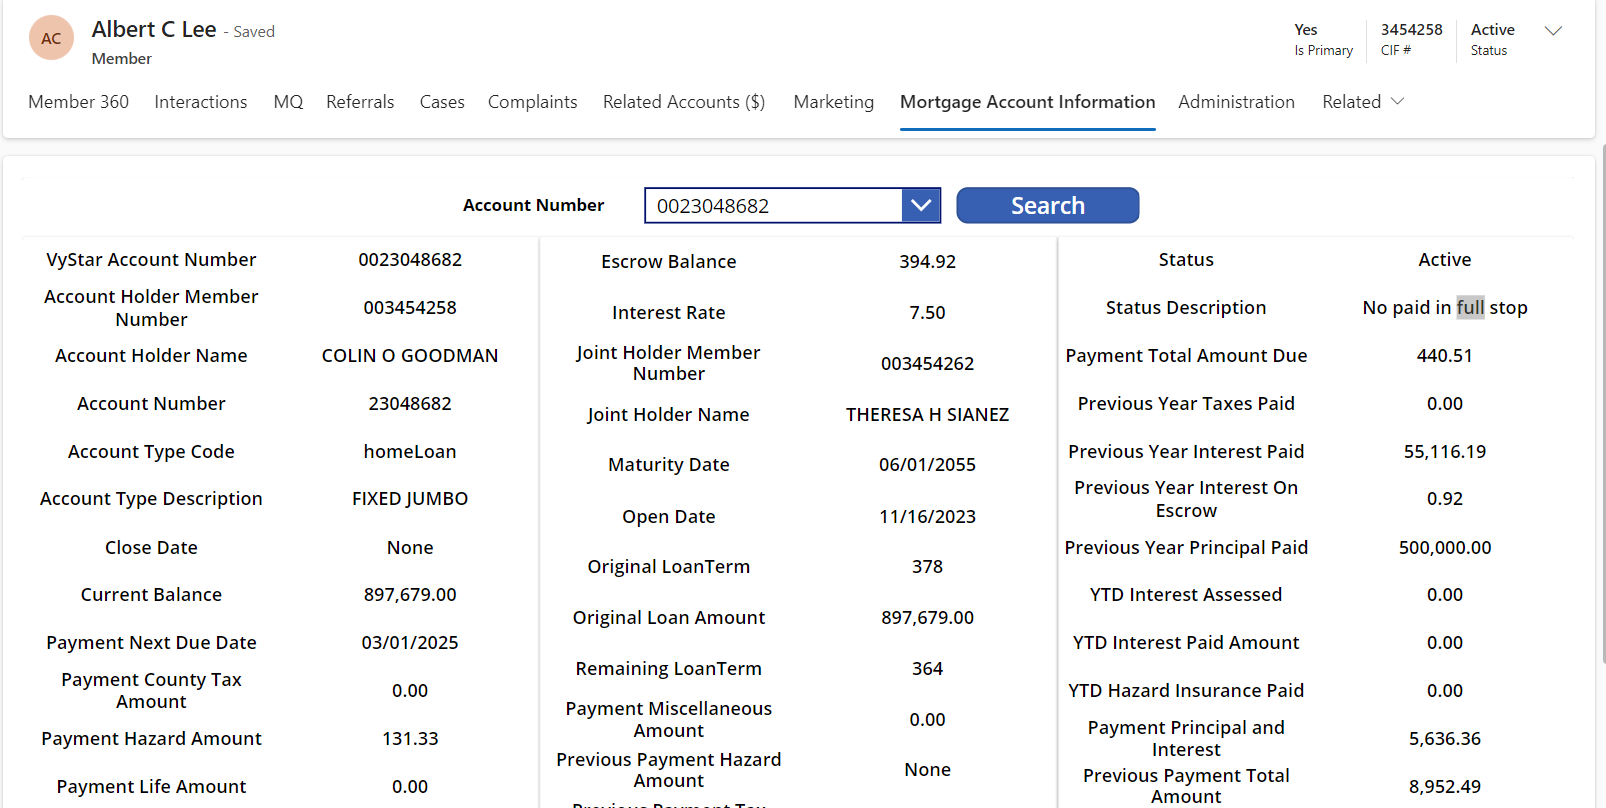 AC
Albert C Lee - Saved
Member
Yes
Is Primary
3454258
CIF #
Active
Status
Member 360 Interactions MQ Referrals Cases Complaints Related Accounts ($) Marketing Mortgage Account Information Administration Related
Account Number 0023048682 Search
VyStar Account Number 0023048682
Account Holder Member
Number 003454258
Account Holder Name COLIN O GOODMAN
Account Number 23048682
Account Type Code homeLoan
Account Type Description FIXED JUMBO
Close Date None
Current Balance 897,679.00
Payment Next Due Date 03/01/2025
Payment County Tax
Amount 0.00
Payment Hazard Amount 131.33
Payment Life Amount 0.00
Escrow Balance 394.92
Interest Rate 7.50
Joint Holder Member
Number 003454262
Joint Holder Name THERESA H SIANEZ
Maturity Date 06/01/2055
Open Date 11/16/2023
Original LoanTerm 378
Original Loan Amount 897,679.00
Remaining LoanTerm 364
Payment Miscellaneous
Amount 0.00
Previous Payment Hazard
Amount None
Previous Payment Tax
Status Active
Status Description No paid in full stop
Payment Total Amount Due 440.51
Previous Year Taxes Paid 0.00
Previous Year Interest Paid 55,116.19
Previous Year Interest On
Escrow 0.92
Previous Year Principal Paid 500,000.00
YTD Interest Assessed 0.00
YTD Interest Paid Amount 0.00
YTD Hazard Insurance Paid 0.00
Payment Principal and
Interest 5,636.36
Previous Payment Total
Amount 8,952.49